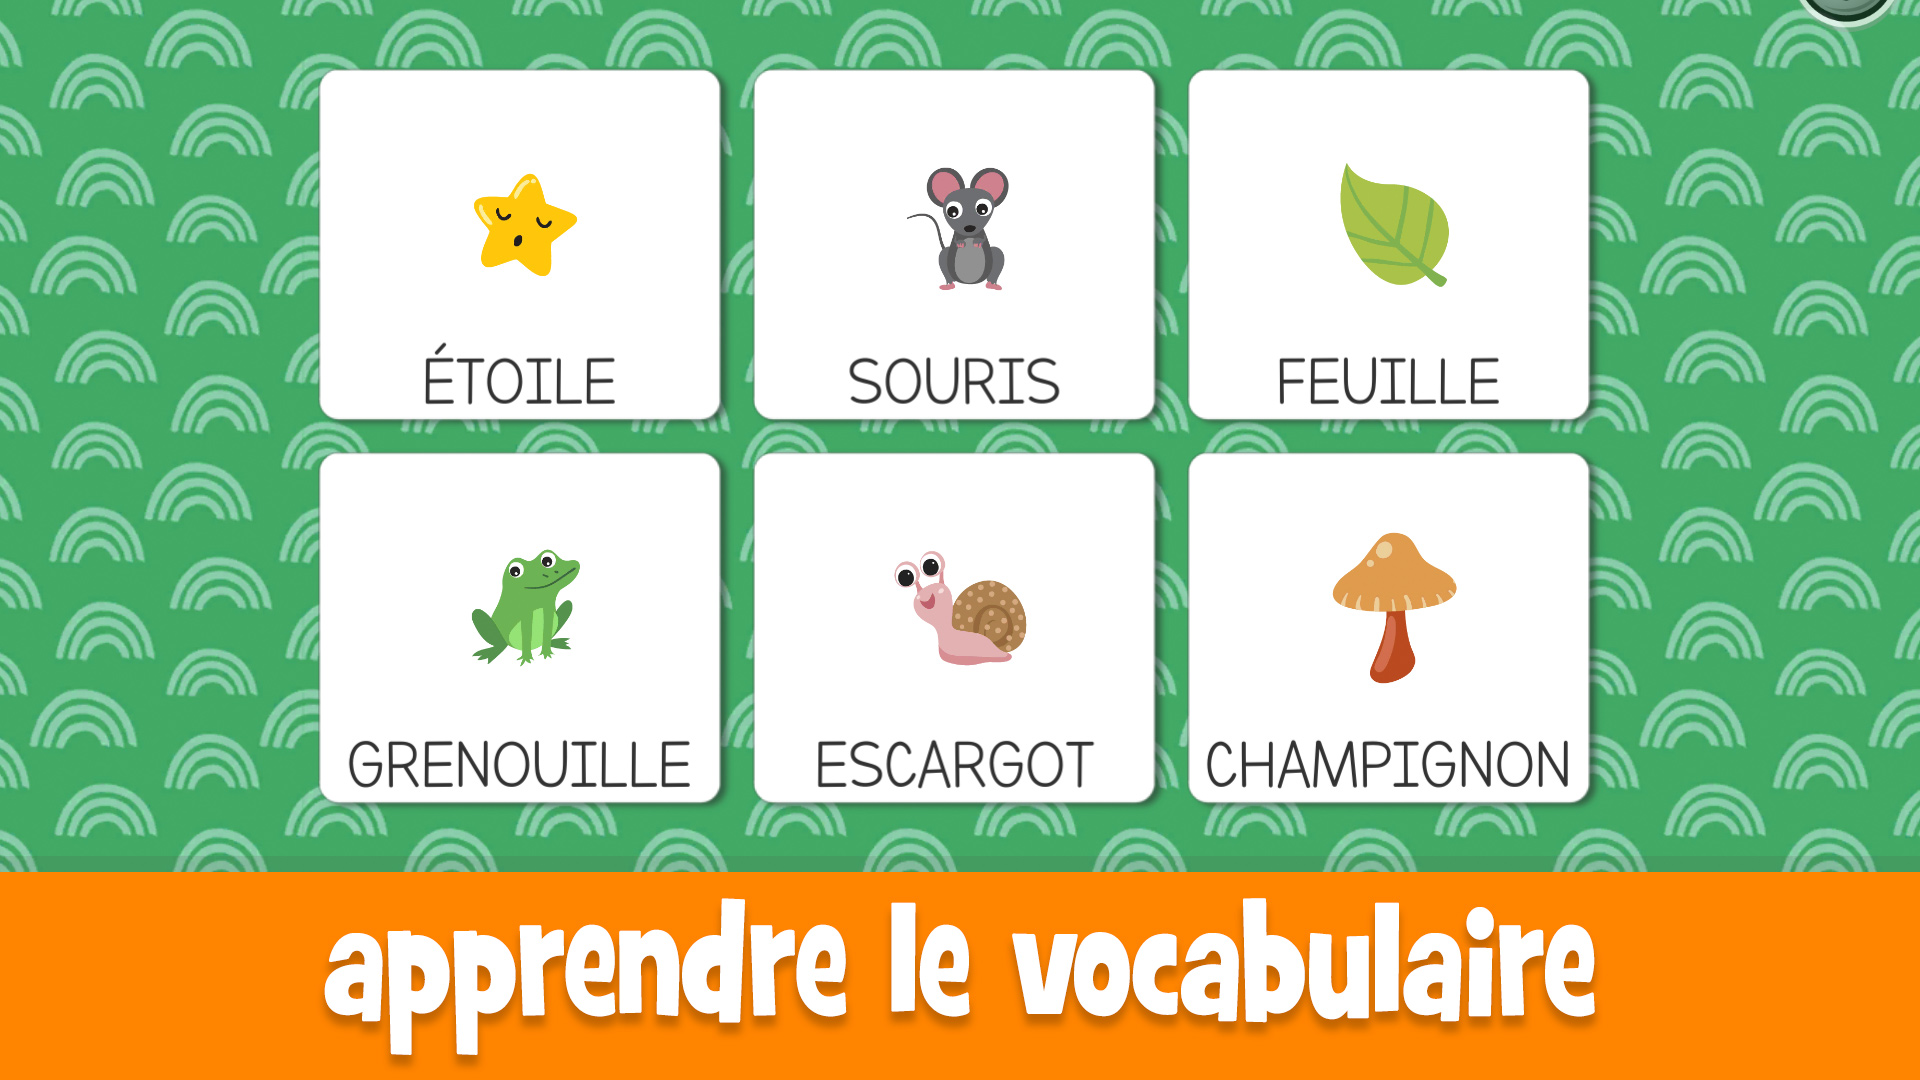 ÉTOILE
SOURIS
FEUILLE
GRENOUILLE
ESCARGOT
CHAMPIGNON
apprendre le vocabulaire